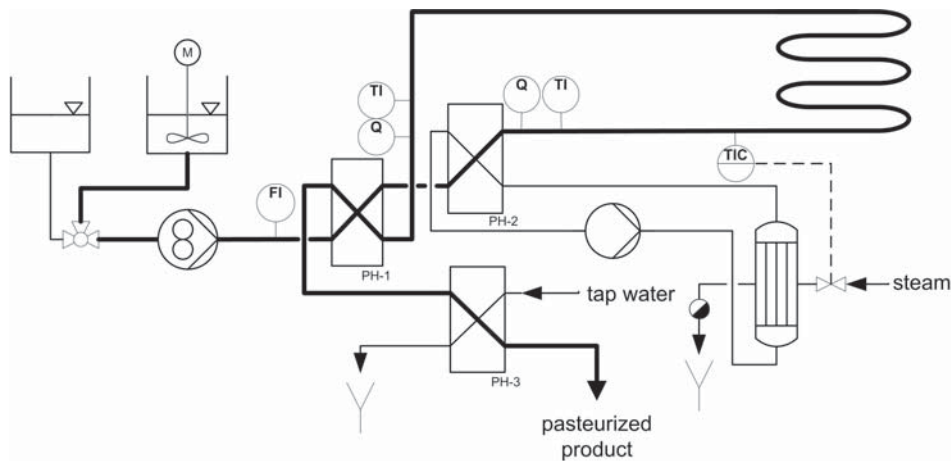 M
TI
Q
Q
TI
TIC
FI
PH-2
PH-1
steam
tap water
PH-3
pasteurized
product